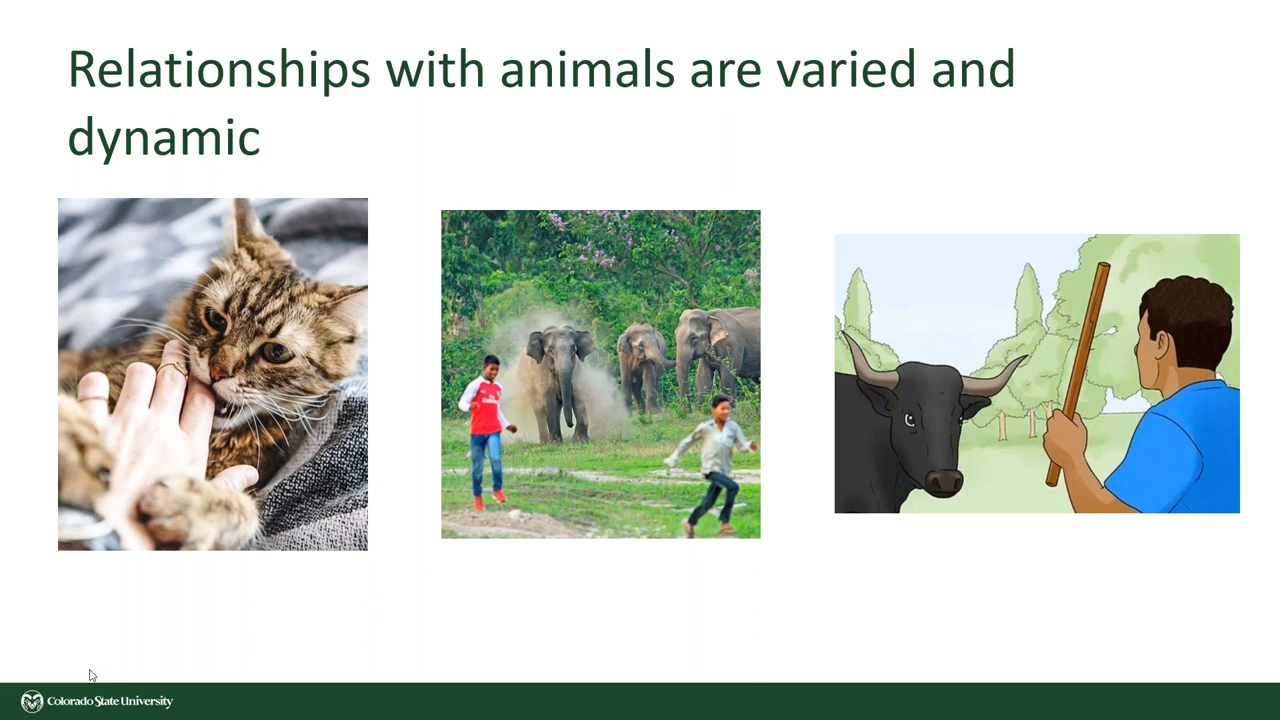 Relationships with animals are varied and
dynamic
Colorado State University